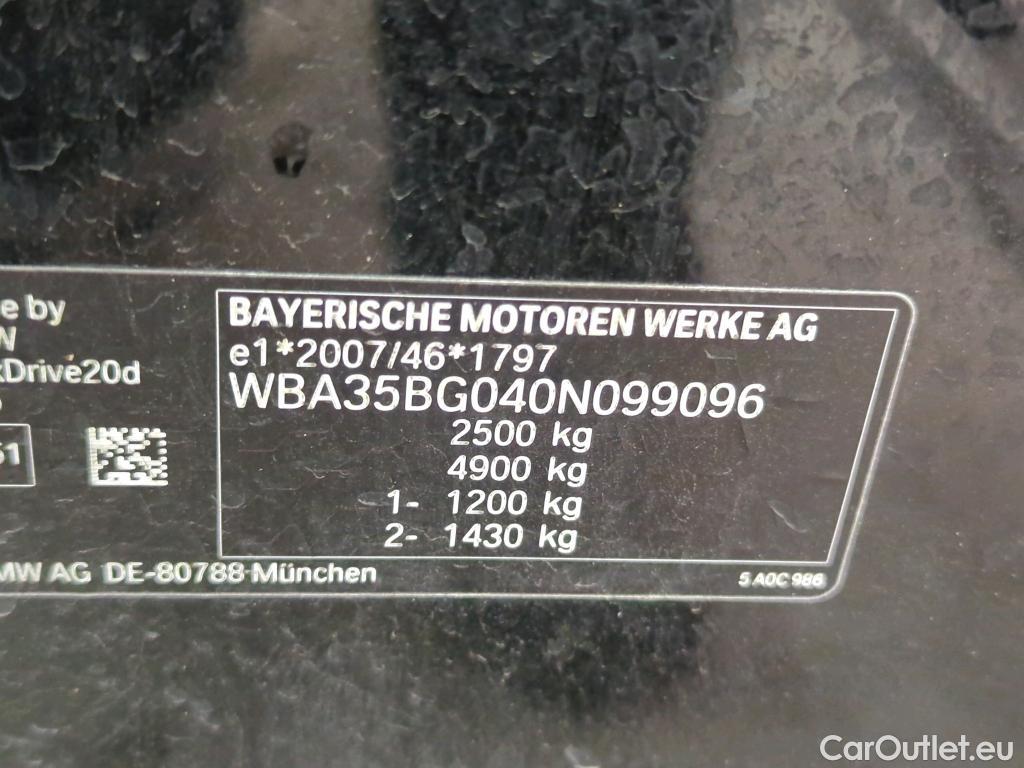 e by
N
xDrive20d
51
BAYERISCHE MOTOREN WERKE AG
e1*2007/46*1797
WBA35BG040N099096
2500 kg
4900 kg
1- 1200 kg
2- 1430 kg
MW AG DE-80788 München
5 A0C 986
CarOutlet.eu